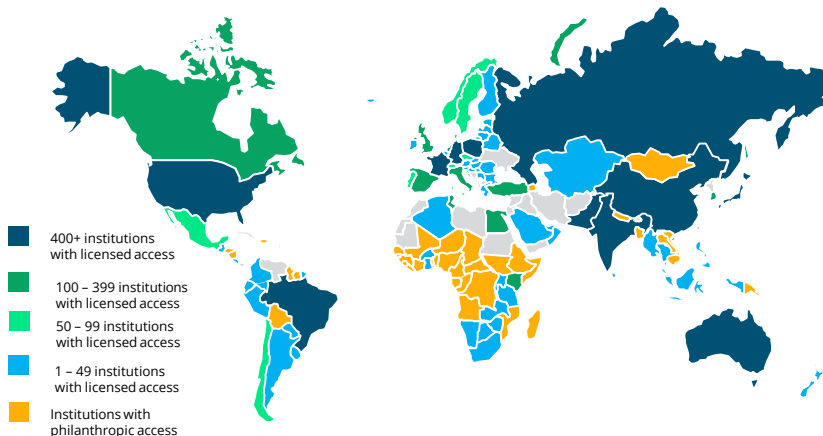 400+ institutions
with licensed access
100 – 399 institutions
with licensed access
50 – 99 institutions
with licensed access
1 – 49 institutions
with licensed access
Institutions with
philanthropic access